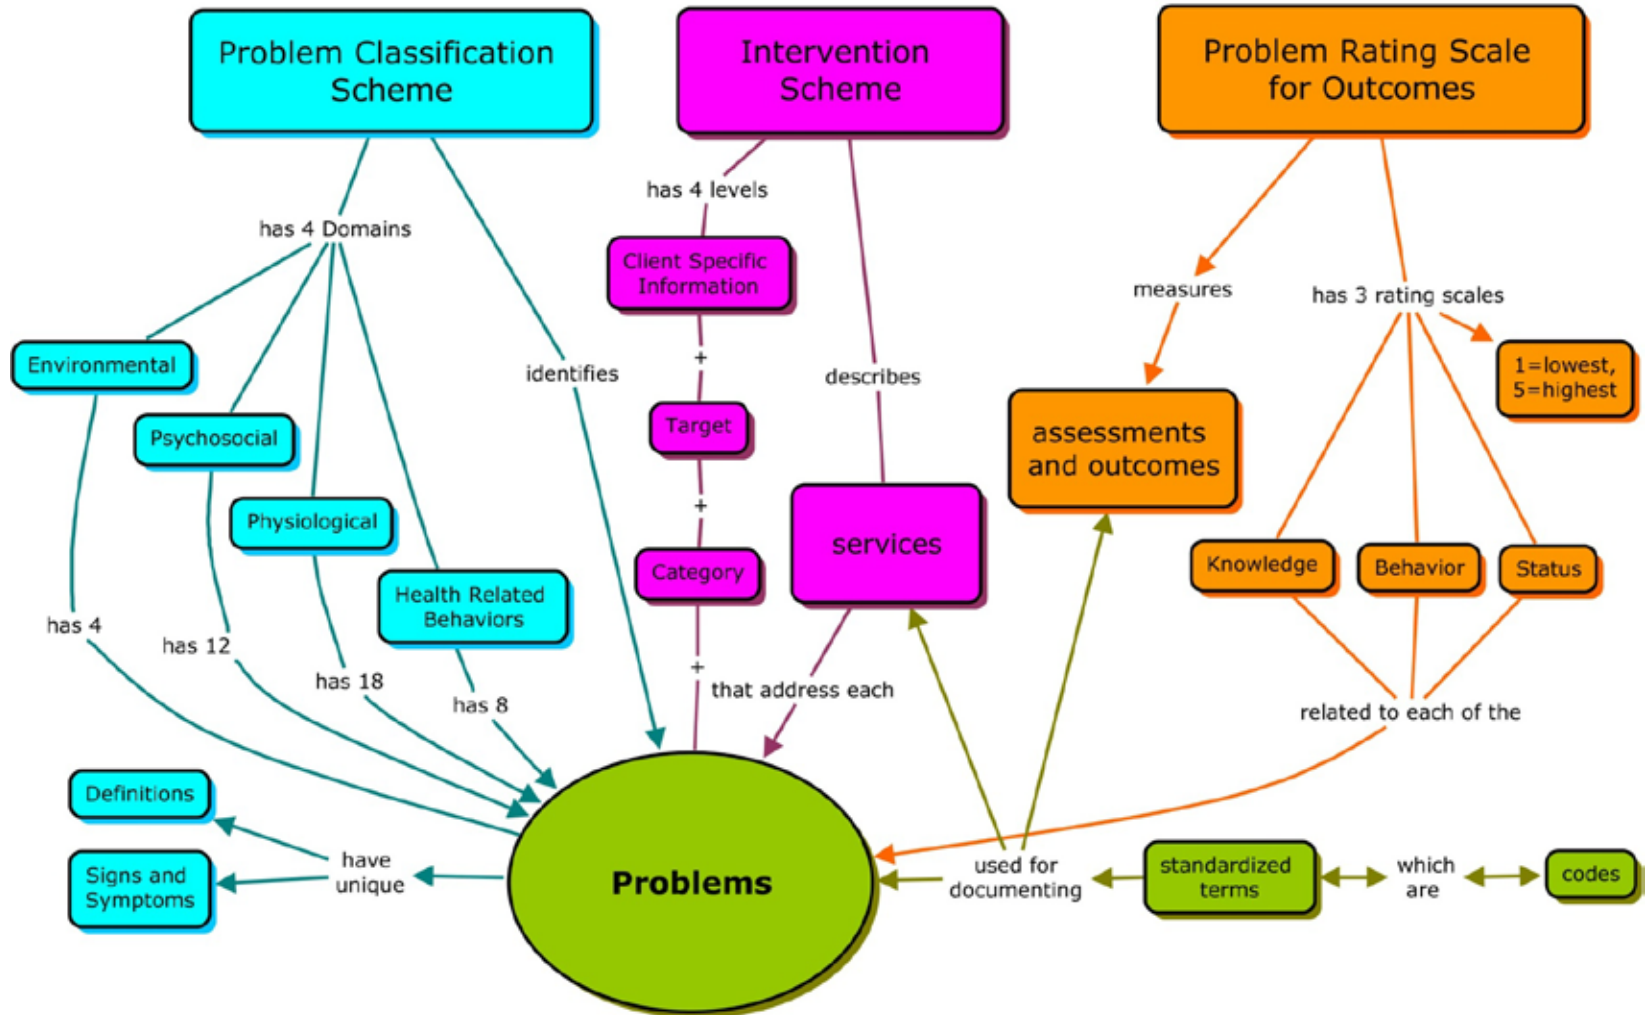 Problem Classification
Scheme
Intervention
Scheme
Problem Rating Scale
for Outcomes
has 4 levels
has 4 Domains
identifies
Client Specific
Information
+
Target
+
Category
+
describes
services
that address each
measures
assessments
and outcomes
has 3 rating scales
1=lowest,
5=highest
Environmental
Psychosocial
Physiological
Health Related
Behaviors
Knowledge
Behavior
Status
has 4
has 12
has 18
has 8
related to each of the
Definitions
Signs and
Symptoms
have
unique
Problems
used for
documenting
standardized
terms
which
are
codes